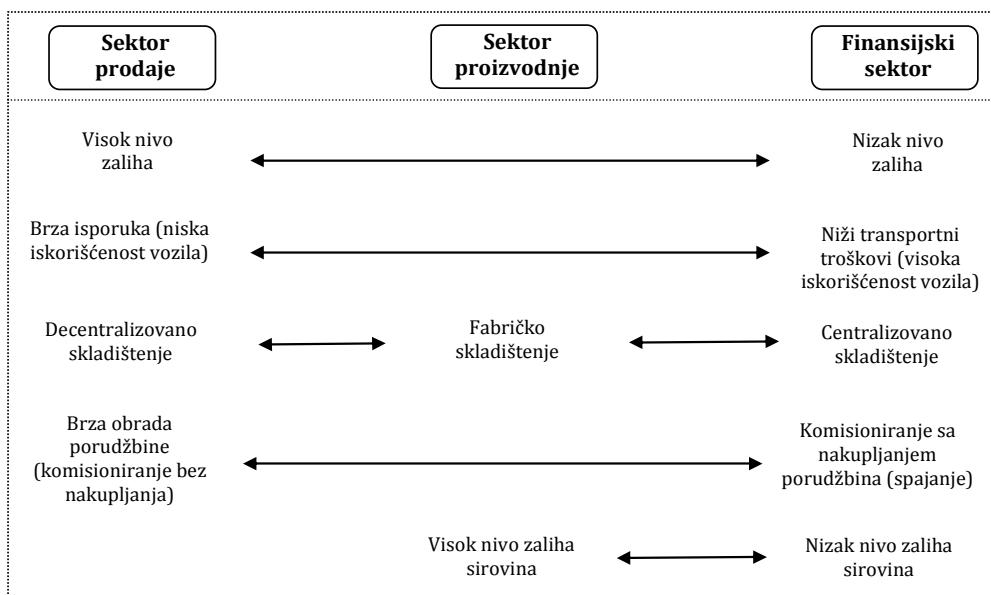 Sektor
prodaje
Sektor
proizvodnje
Finansijski
sektor
Visok nivo
zaliha
Nizak nivo
zaliha
Brza isporuka (niska
iskorišćenost vozila)
Niži transportni
troškovi (visoka
iskorišćenost vozila)
Decentralizovano
skladištenje
Fabričko
skladištenje
Centralizovano
skladištenje
Brza obrada
porudžbine
(komisioniranje bez
nakupljanja)
Komisioniranje sa
nakupljanjem
porudžbina (spajanje)
Visok nivo zaliha
sirovina
Nizak nivo zaliha
sirovina